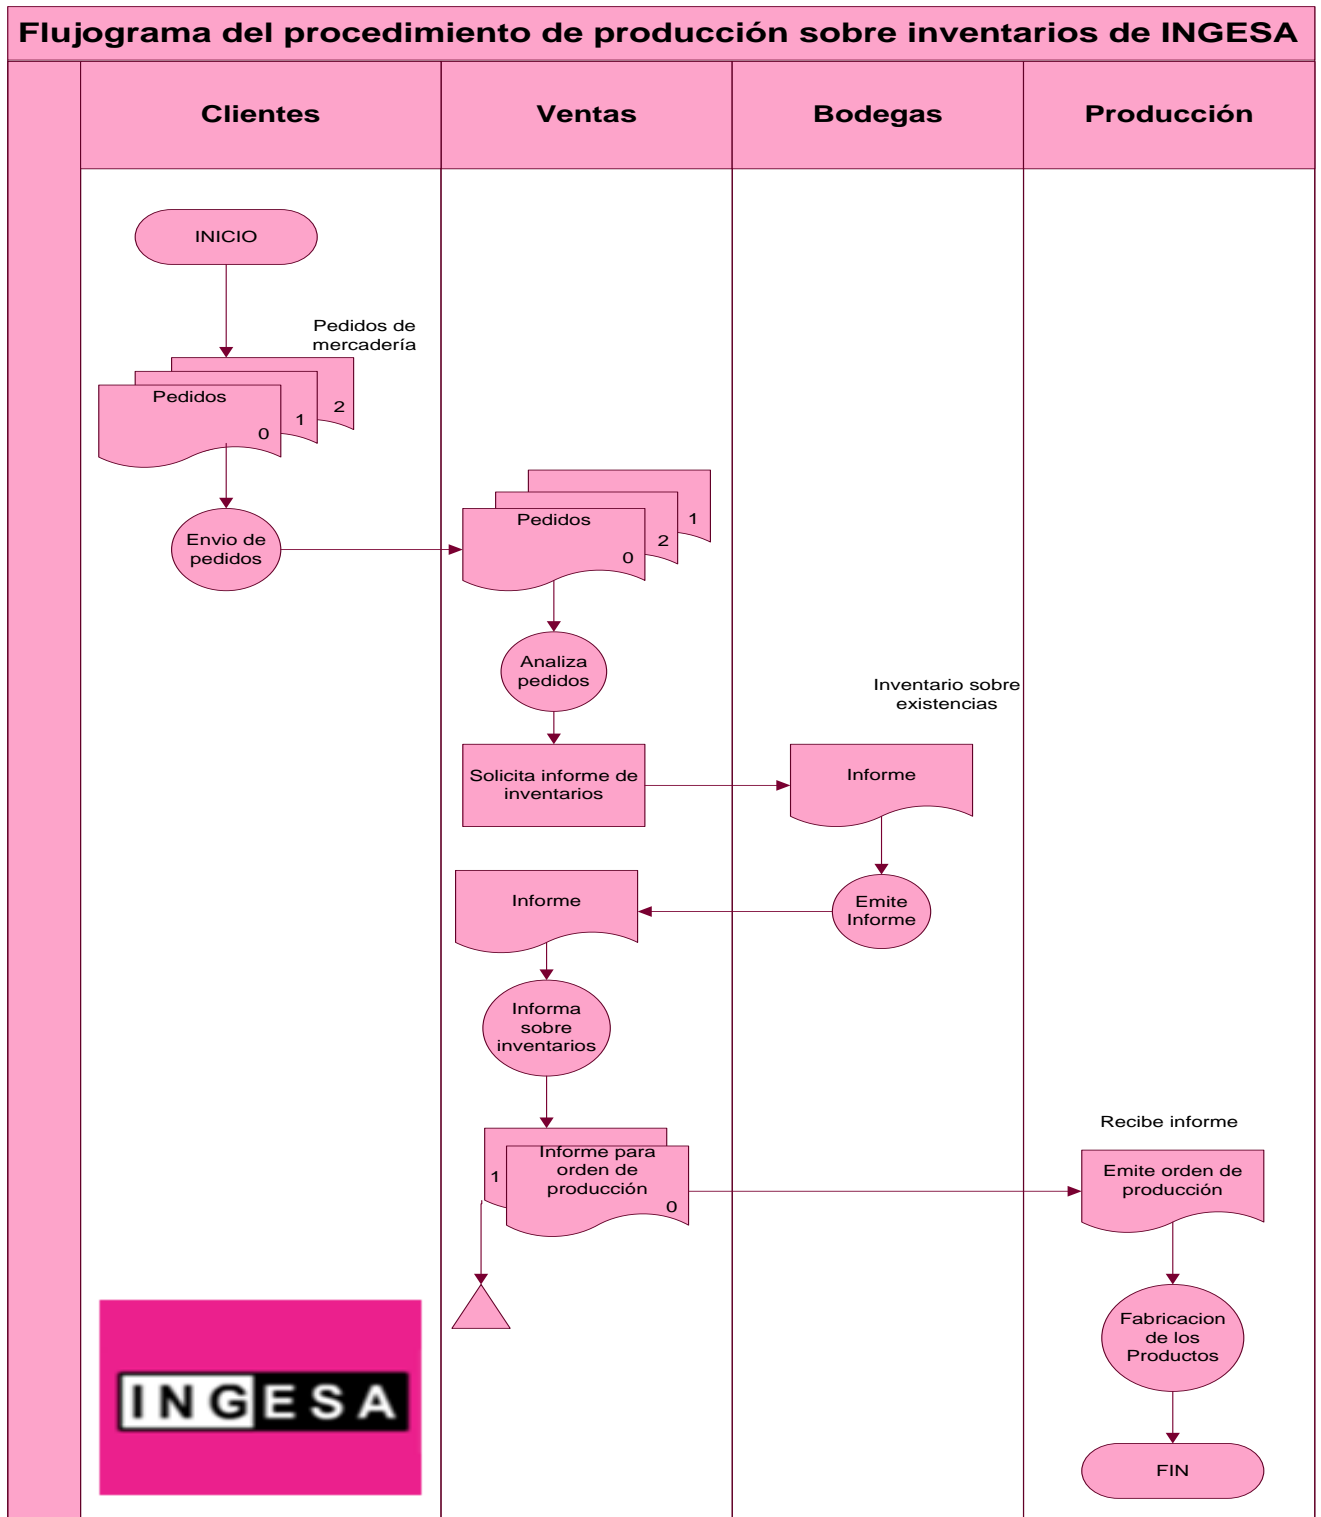 Flujograma del procedimiento de producción sobre inventarios de INGESA
Clientes
Ventas
Bodegas
Producción
INICIO
Pedidos de
mercadería
Pedidos
0
1
2
Envio de
pedidos
Pedidos
0
2
1
Analiza
pedidos
Solicita informe de
inventarios
Inventario sobre
existencias
Informe
Emite
Informe
Informe
Informa
sobre
inventarios
1
Informe para
orden de
producción
0
Recibe informe
Emite orden de
producción
Fabricacion
de los
Productos
FIN
INGESA